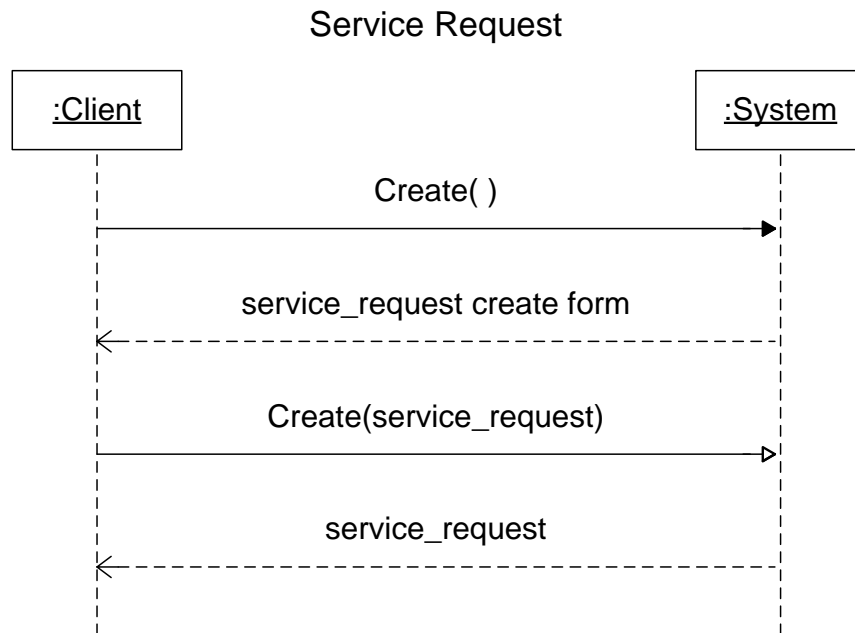 Service Request
:Client
:System
Create( )
service_request create form
Create(service_request)
service_request